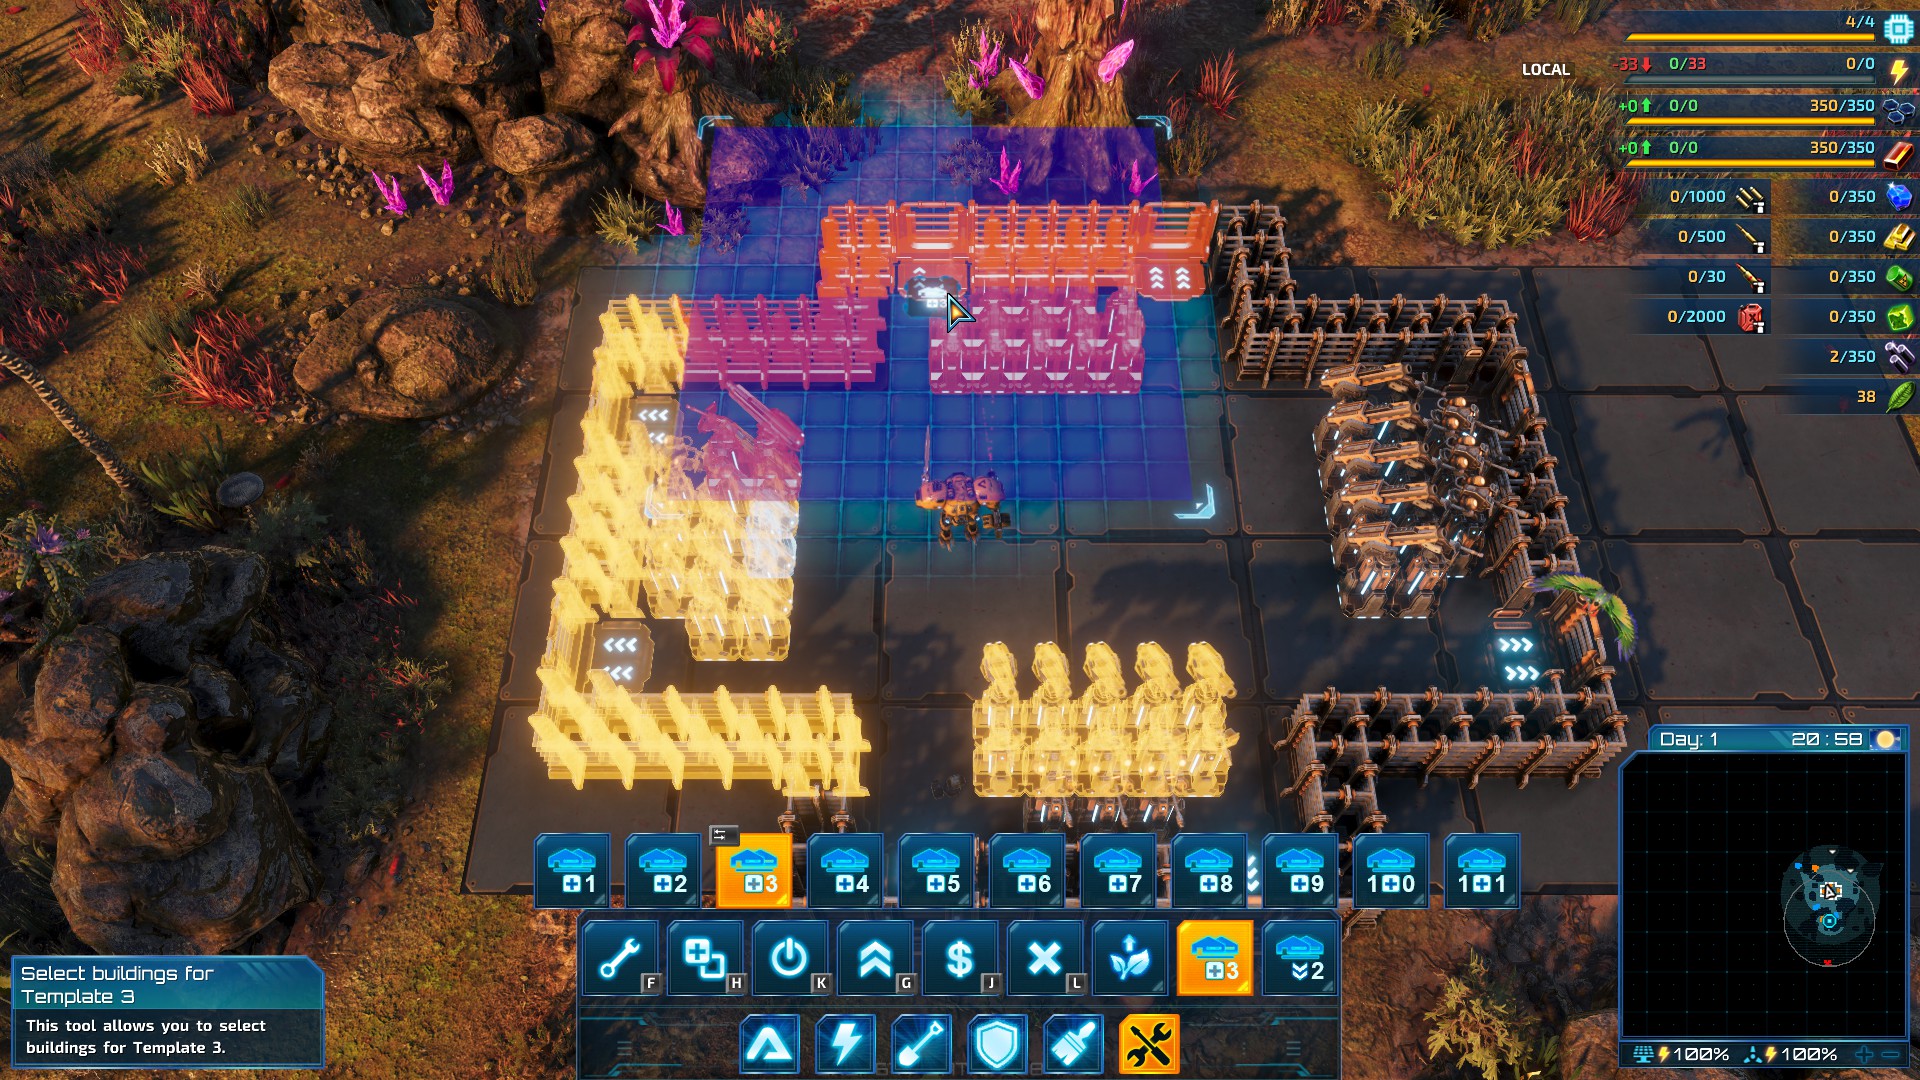 4/4
LOCAL
-33 0/33 0/0
+0 0/0 350/350
+0 0/0 350/350
0/1000 0/350
0/500 0/350
0/30 0/350
0/2000 0/350
2/350
38
Day: 1 20:58
1 2 3 4 5 6 7 8 9 10 11
F H K G J L 3 2
Select buildings for
Template 3
This tool allows you to select
buildings for Template 3.
100% 100%